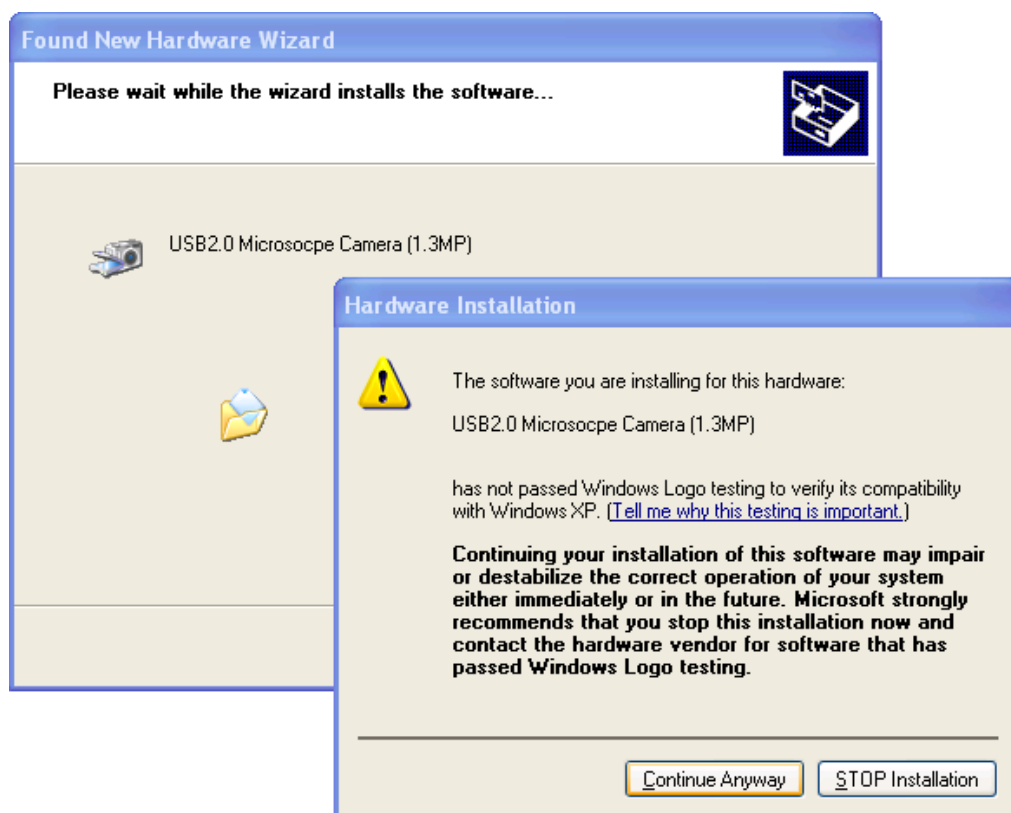 Found New Hardware Wizard
Please wait while the wizard installs the software...
USB2.0 Microsocpe Camera (1.3MP)
Hardware Installation
The software you are installing for this hardware:
USB2.0 Microsocpe Camera (1.3MP)
has not passed Windows Logo testing to verify its compatibility
with Windows XP. (Tell me why this testing is important.)
Continuing your installation of this software may impair
or destabilize the correct operation of your system
either immediately or in the future. Microsoft strongly
recommends that you stop this installation now and
contact the hardware vendor for software that has
passed Windows Logo testing.
Continue Anyway STOP Installation